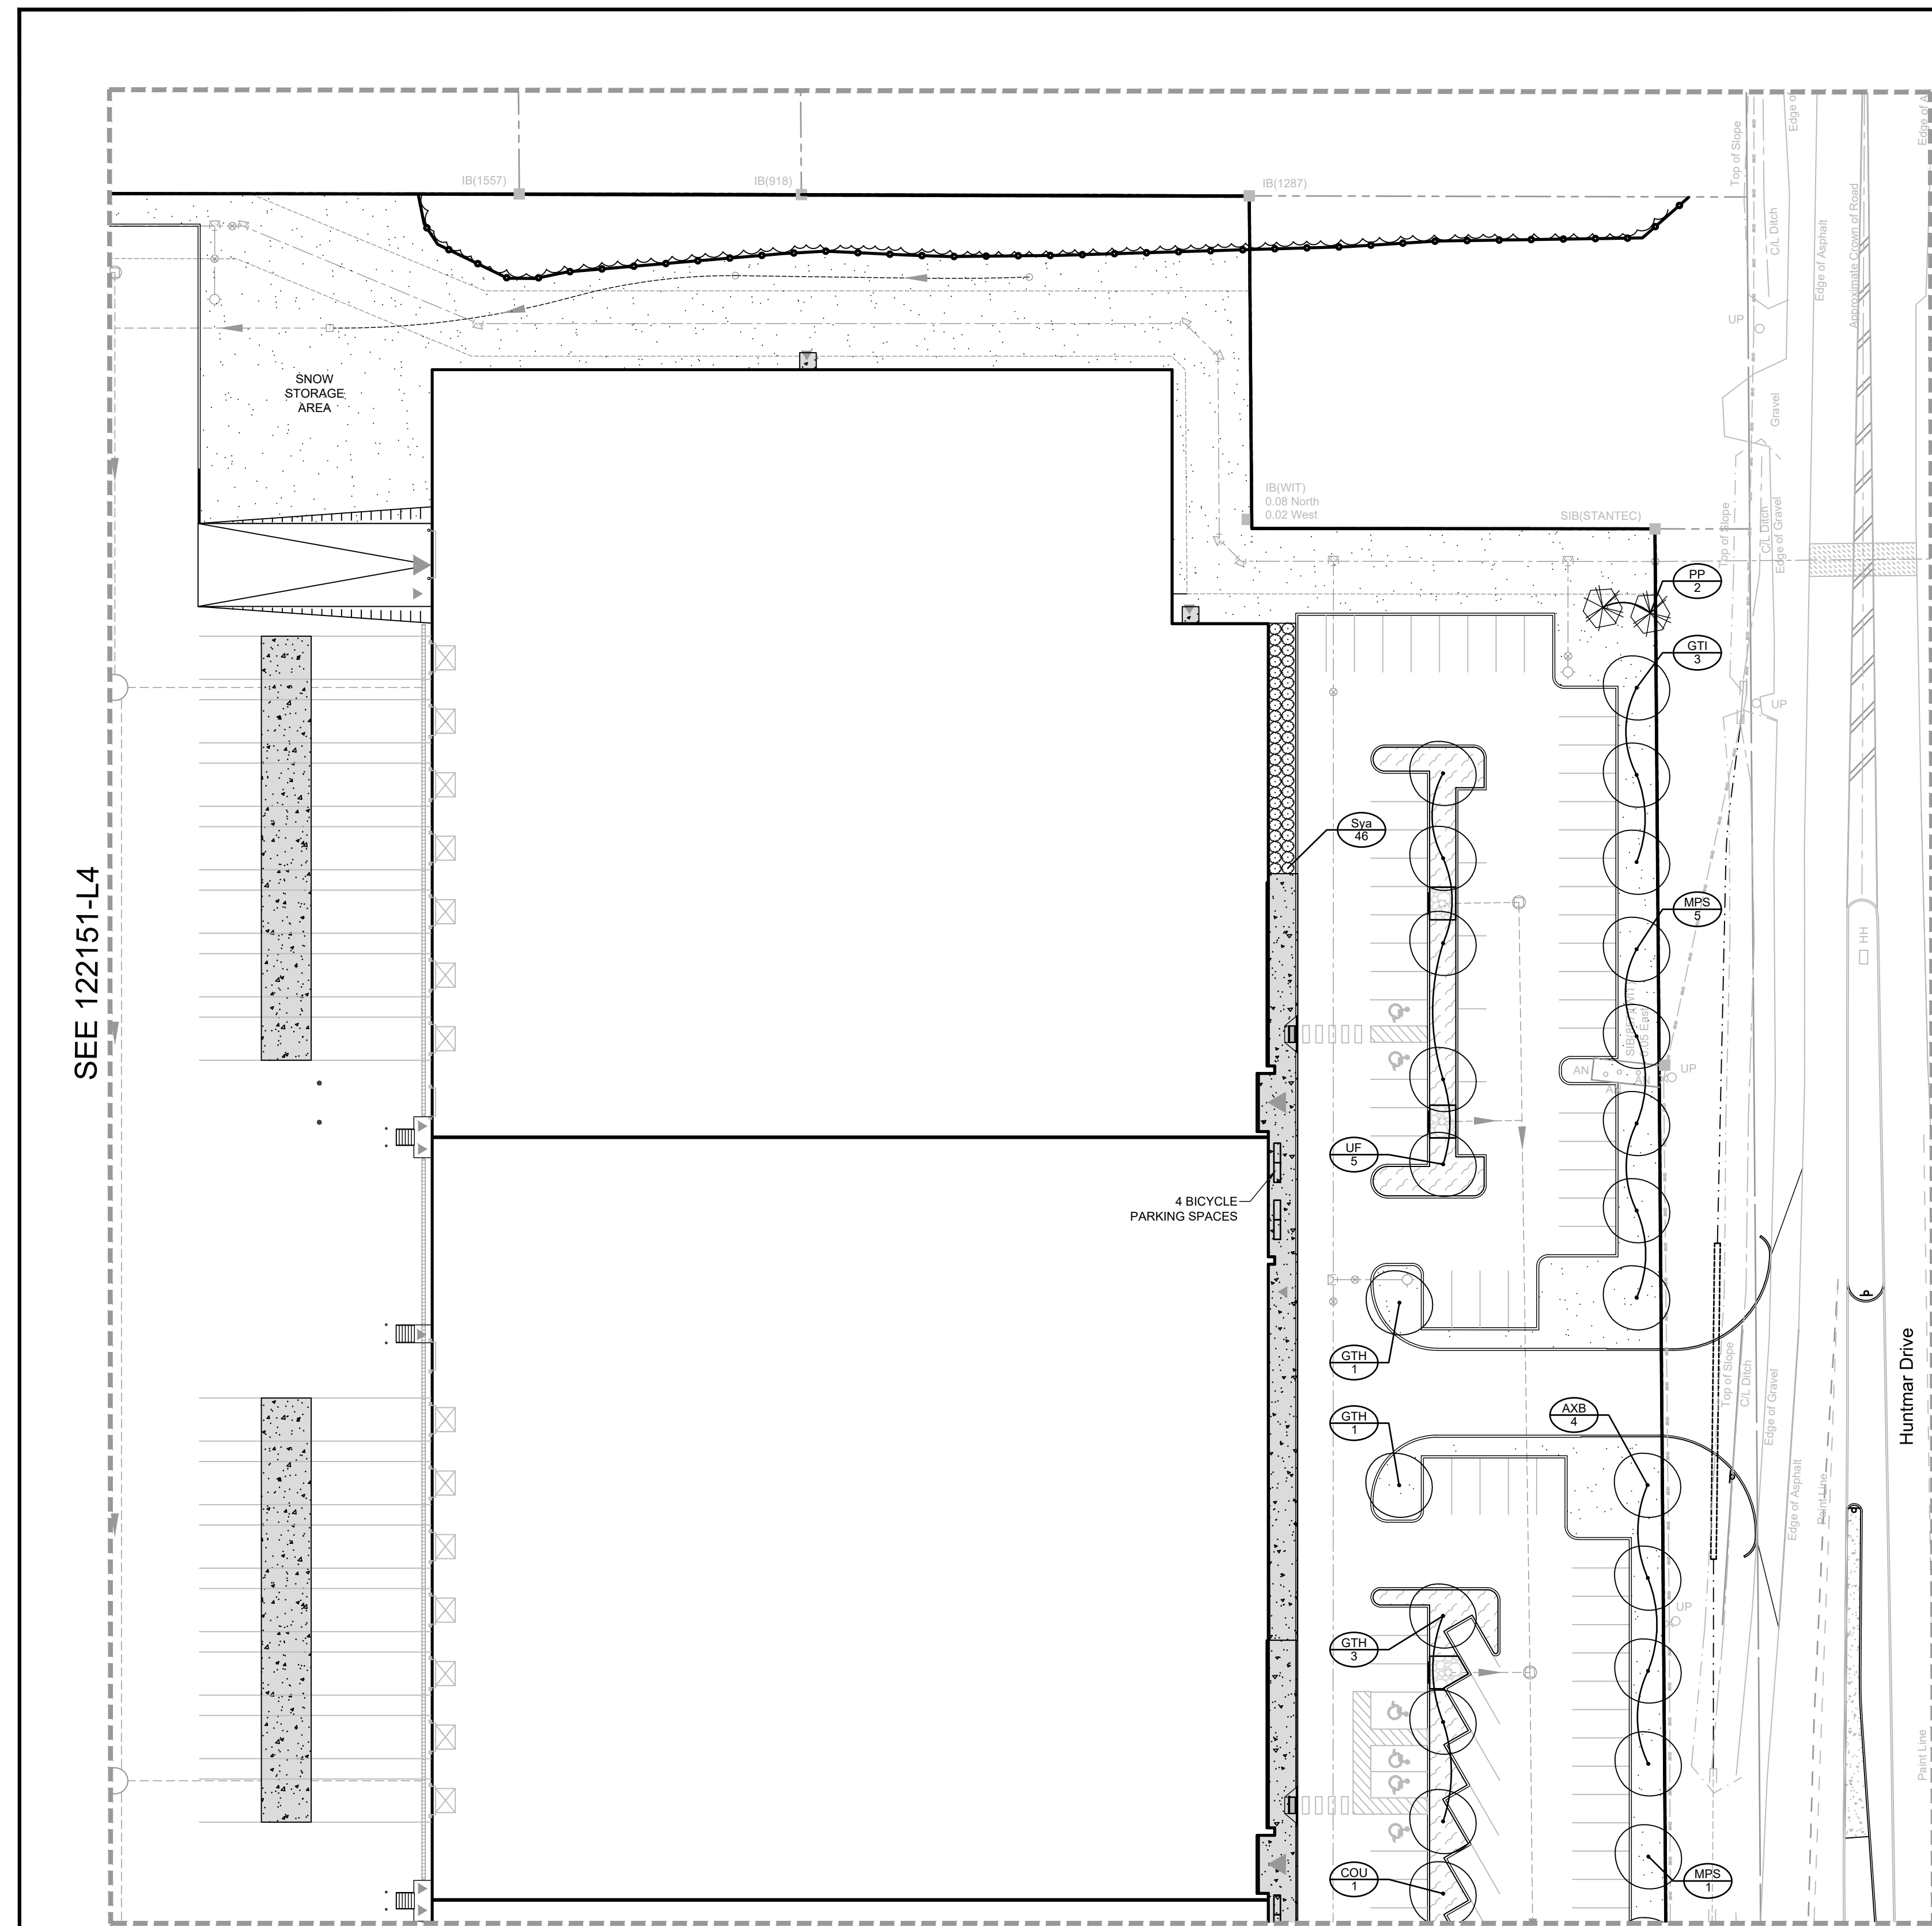 IB(1557)
IB(918)
IB(1287)
Top of Slope
C/L Ditch
Edge of Asphalt
Approximate Crown of Road
UP
SNOW
STORAGE
AREA
Gravel
IB(WIT)
0.08 North
0.02 West
SIB(STANTEC)
Top of Slope
C/L Ditch
Edge of Gravel
PP
2
GTI
3
UP
Sya
46
SEE 122151-L4
MPS
5
HH
0.05 East
AN
UP
UF
5
4 BICYCLE
PARKING SPACES
GTH
1
Huntmar Drive
Top of Slope
C/L Ditch
Edge of Gravel
GTH
1
AXB
4
Edge of Asphalt
Paint Line
UP
GTH
3
Paint Line
COU
1
MPS
1